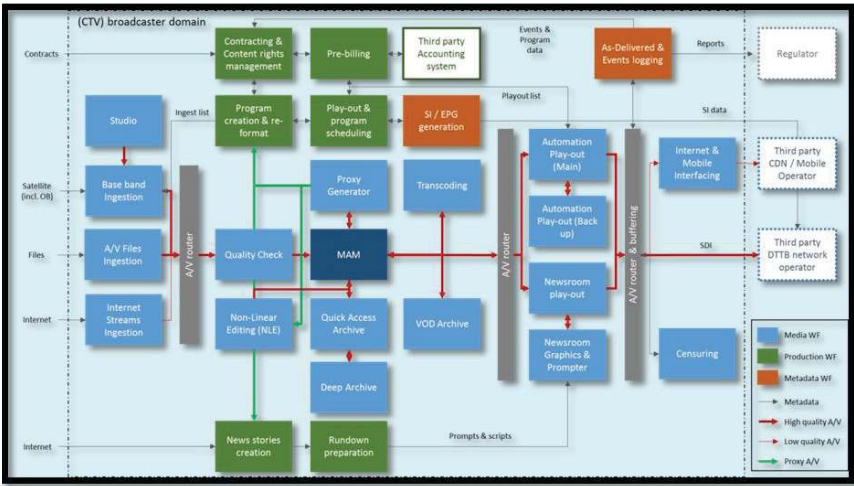 (CTV) broadcaster domain
Contracts
Contracting &
Content rights
management
Pre-billing
Third party
Accounting
system
Events &
Program
data
As-Delivered &
Events logging
Reports
Regulator
Studio
Ingest list
Program
creation & re-
format
Play-out &
program
scheduling
SI / EPG
generation
Playout list
SI data
Satellite
(incl. OB)
Base band
Ingestion
Proxy
Generator
Transcoding
Automation
Play-out
(Main)
Internet &
Mobile
Interfacing
Third party
CDN / Mobile
Operator
Automation
Play-out (Back
up)
Files
A/V Files
Ingestion
A/V router
Quality Check
MAM
A/V router
A/V router & buffering
SDI
Third party
DTTB network
operator
Newsroom
play-out
Internet
Internet
Streams
Ingestion
Non-Linear
Editing (NLE)
Quick Access
Archive
VOD Archive
Newsroom
Graphics &
Prompter
Censuring
Deep Archive
Internet
News stories
creation
Rundown
preparation
Prompts & scripts
Media WF
Production WF
Metadata WF
Metadata
High quality A/V
Low quality A/V
Proxy A/V